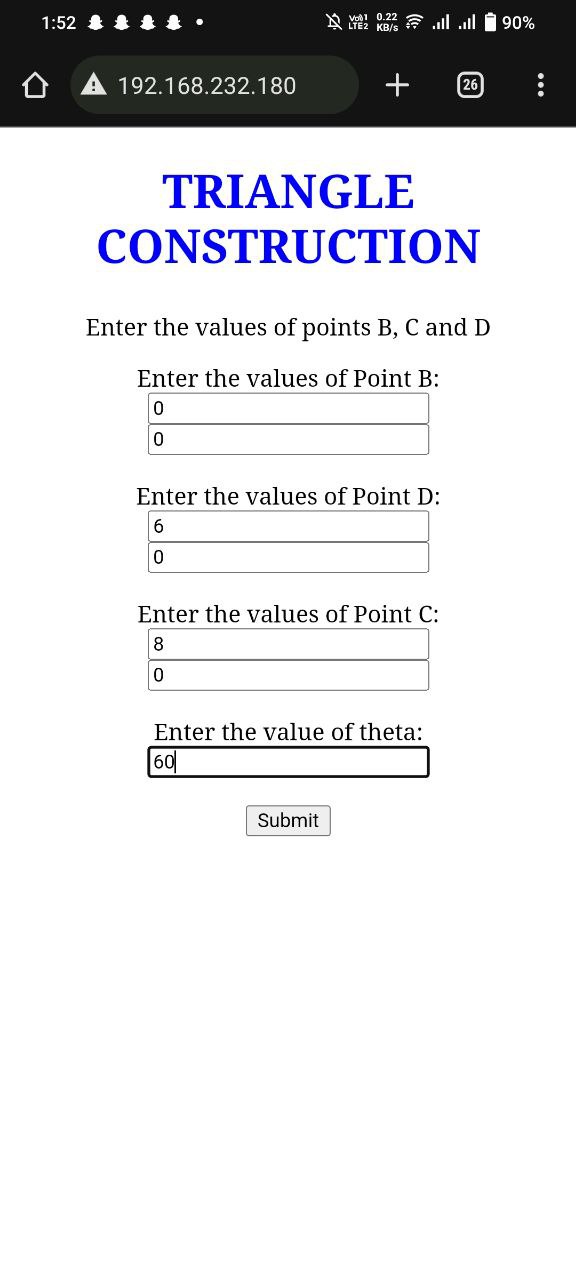 1:52
Vo))1
LTE2
0.22
KB/s
90%
192.168.232.180
26
TRIANGLE
CONSTRUCTION
Enter the values of points B, C and D
Enter the values of Point B:
0
0
Enter the values of Point D:
6
0
Enter the values of Point C:
8
0
Enter the value of theta:
60
Submit